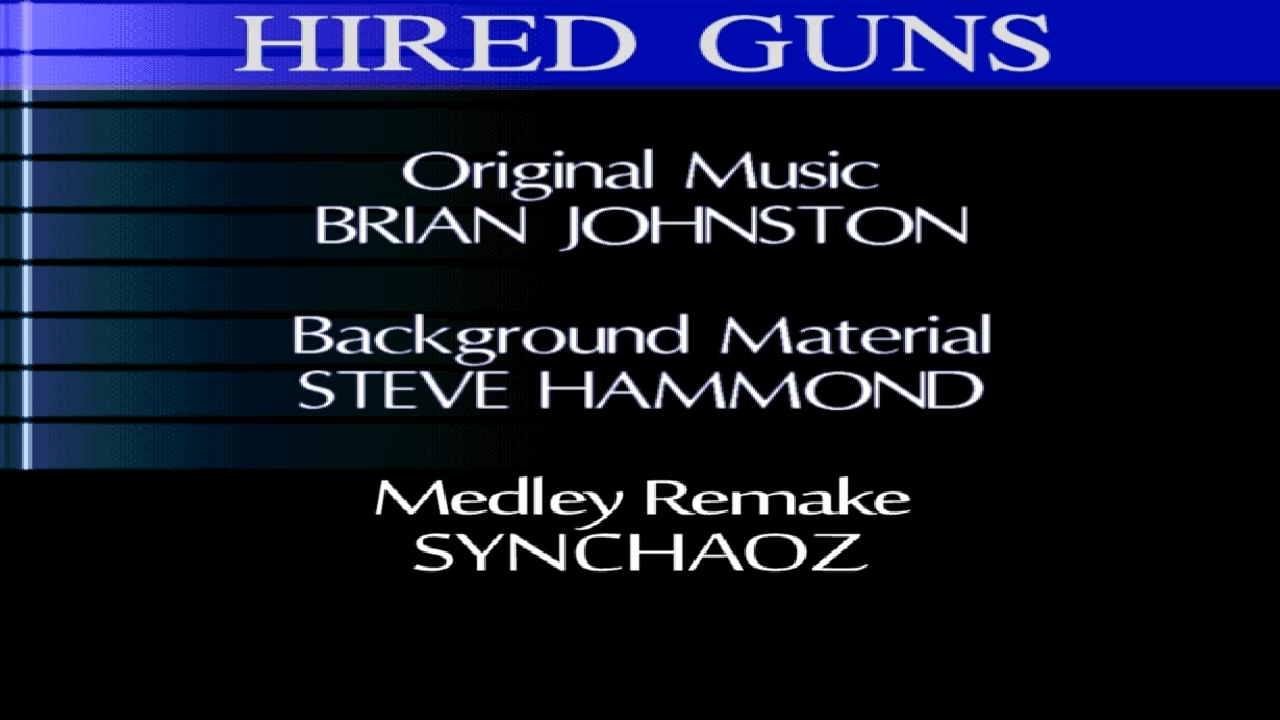 HIRED GUNS
Original Music
BRIAN JOHNSTON
Background Material
STEVE HAMMOND
Medley Remake
SYNCHAOZ